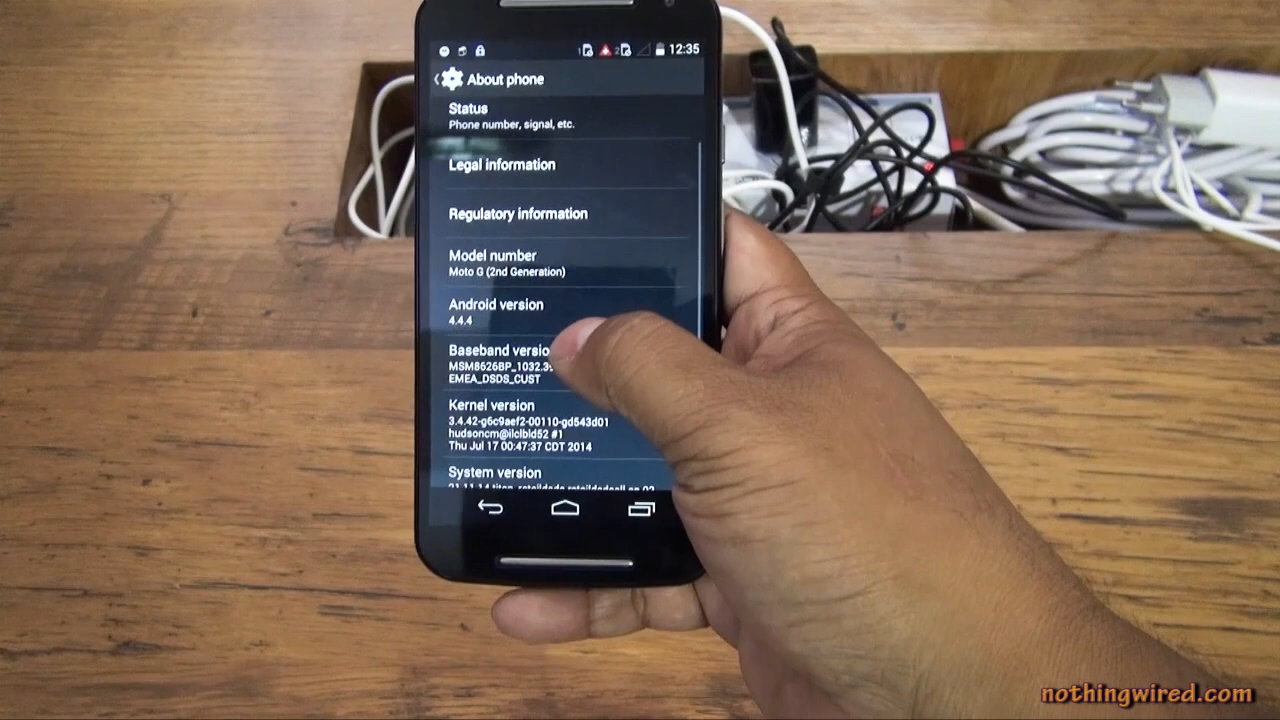 12:35
About phone
Status
Phone number, signal, etc.
Legal information
Regulatory information
Model number
Moto G (2nd Generation)
Android version
4.4.4
Baseband versio
MSM8626BP_1032.3
EMEA_DSDS_CUST
Kernel version
3.4.42-g6c9aef2-00110-gd543d01
hudsoncm@ilclbld52 #1
Thu Jul 17 00:47:37 CDT 2014
System version
nothingwired.com